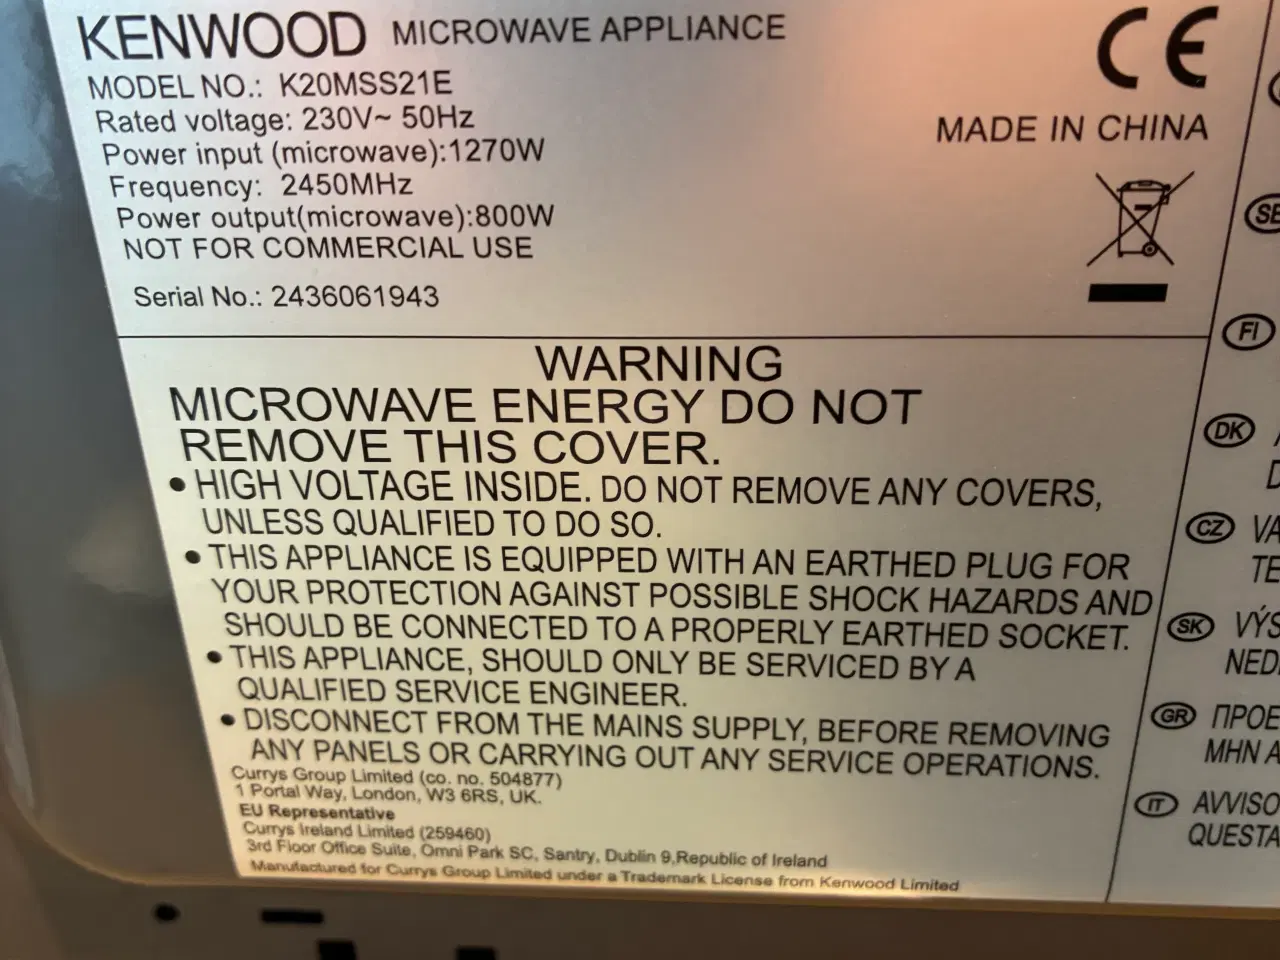 KENWOOD MICROWAVE APPLIANCE
MODEL NO.: K20MSS21E
Rated voltage: 230V~ 50Hz
Power input (microwave):1270W
Frequency: 2450MHz
Power output(microwave):800W
NOT FOR COMMERCIAL USE
Serial No.: 2436061943
CE
MADE IN CHINA
WARNING
MICROWAVE ENERGY DO NOT
REMOVE THIS COVER.
• HIGH VOLTAGE INSIDE. DO NOT REMOVE ANY COVERS,
UNLESS QUALIFIED TO DO SO.
• THIS APPLIANCE IS EQUIPPED WITH AN EARTHED PLUG FOR
YOUR PROTECTION AGAINST POSSIBLE SHOCK HAZARDS AND
SHOULD BE CONNECTED TO A PROPERLY EARTHED SOCKET.
• THIS APPLIANCE, SHOULD ONLY BE SERVICED BY A
QUALIFIED SERVICE ENGINEER.
• DISCONNECT FROM THE MAINS SUPPLY, BEFORE REMOVING
ANY PANELS OR CARRYING OUT ANY SERVICE OPERATIONS.
Currys Group Limited (co. no. 504877)
1 Portal Way, London, W3 6RS, UK.
EU Representative
Currys Ireland Limited (259460)
3rd Floor Office Suite, Omni Park SC, Santry, Dublin 9,Republic of Ireland
Manufactured for Currys Group Limited under a Trademark License from Kenwood Limited
SE
FI
DK
CZ
SK
GR
IT AVVISO
QUESTA